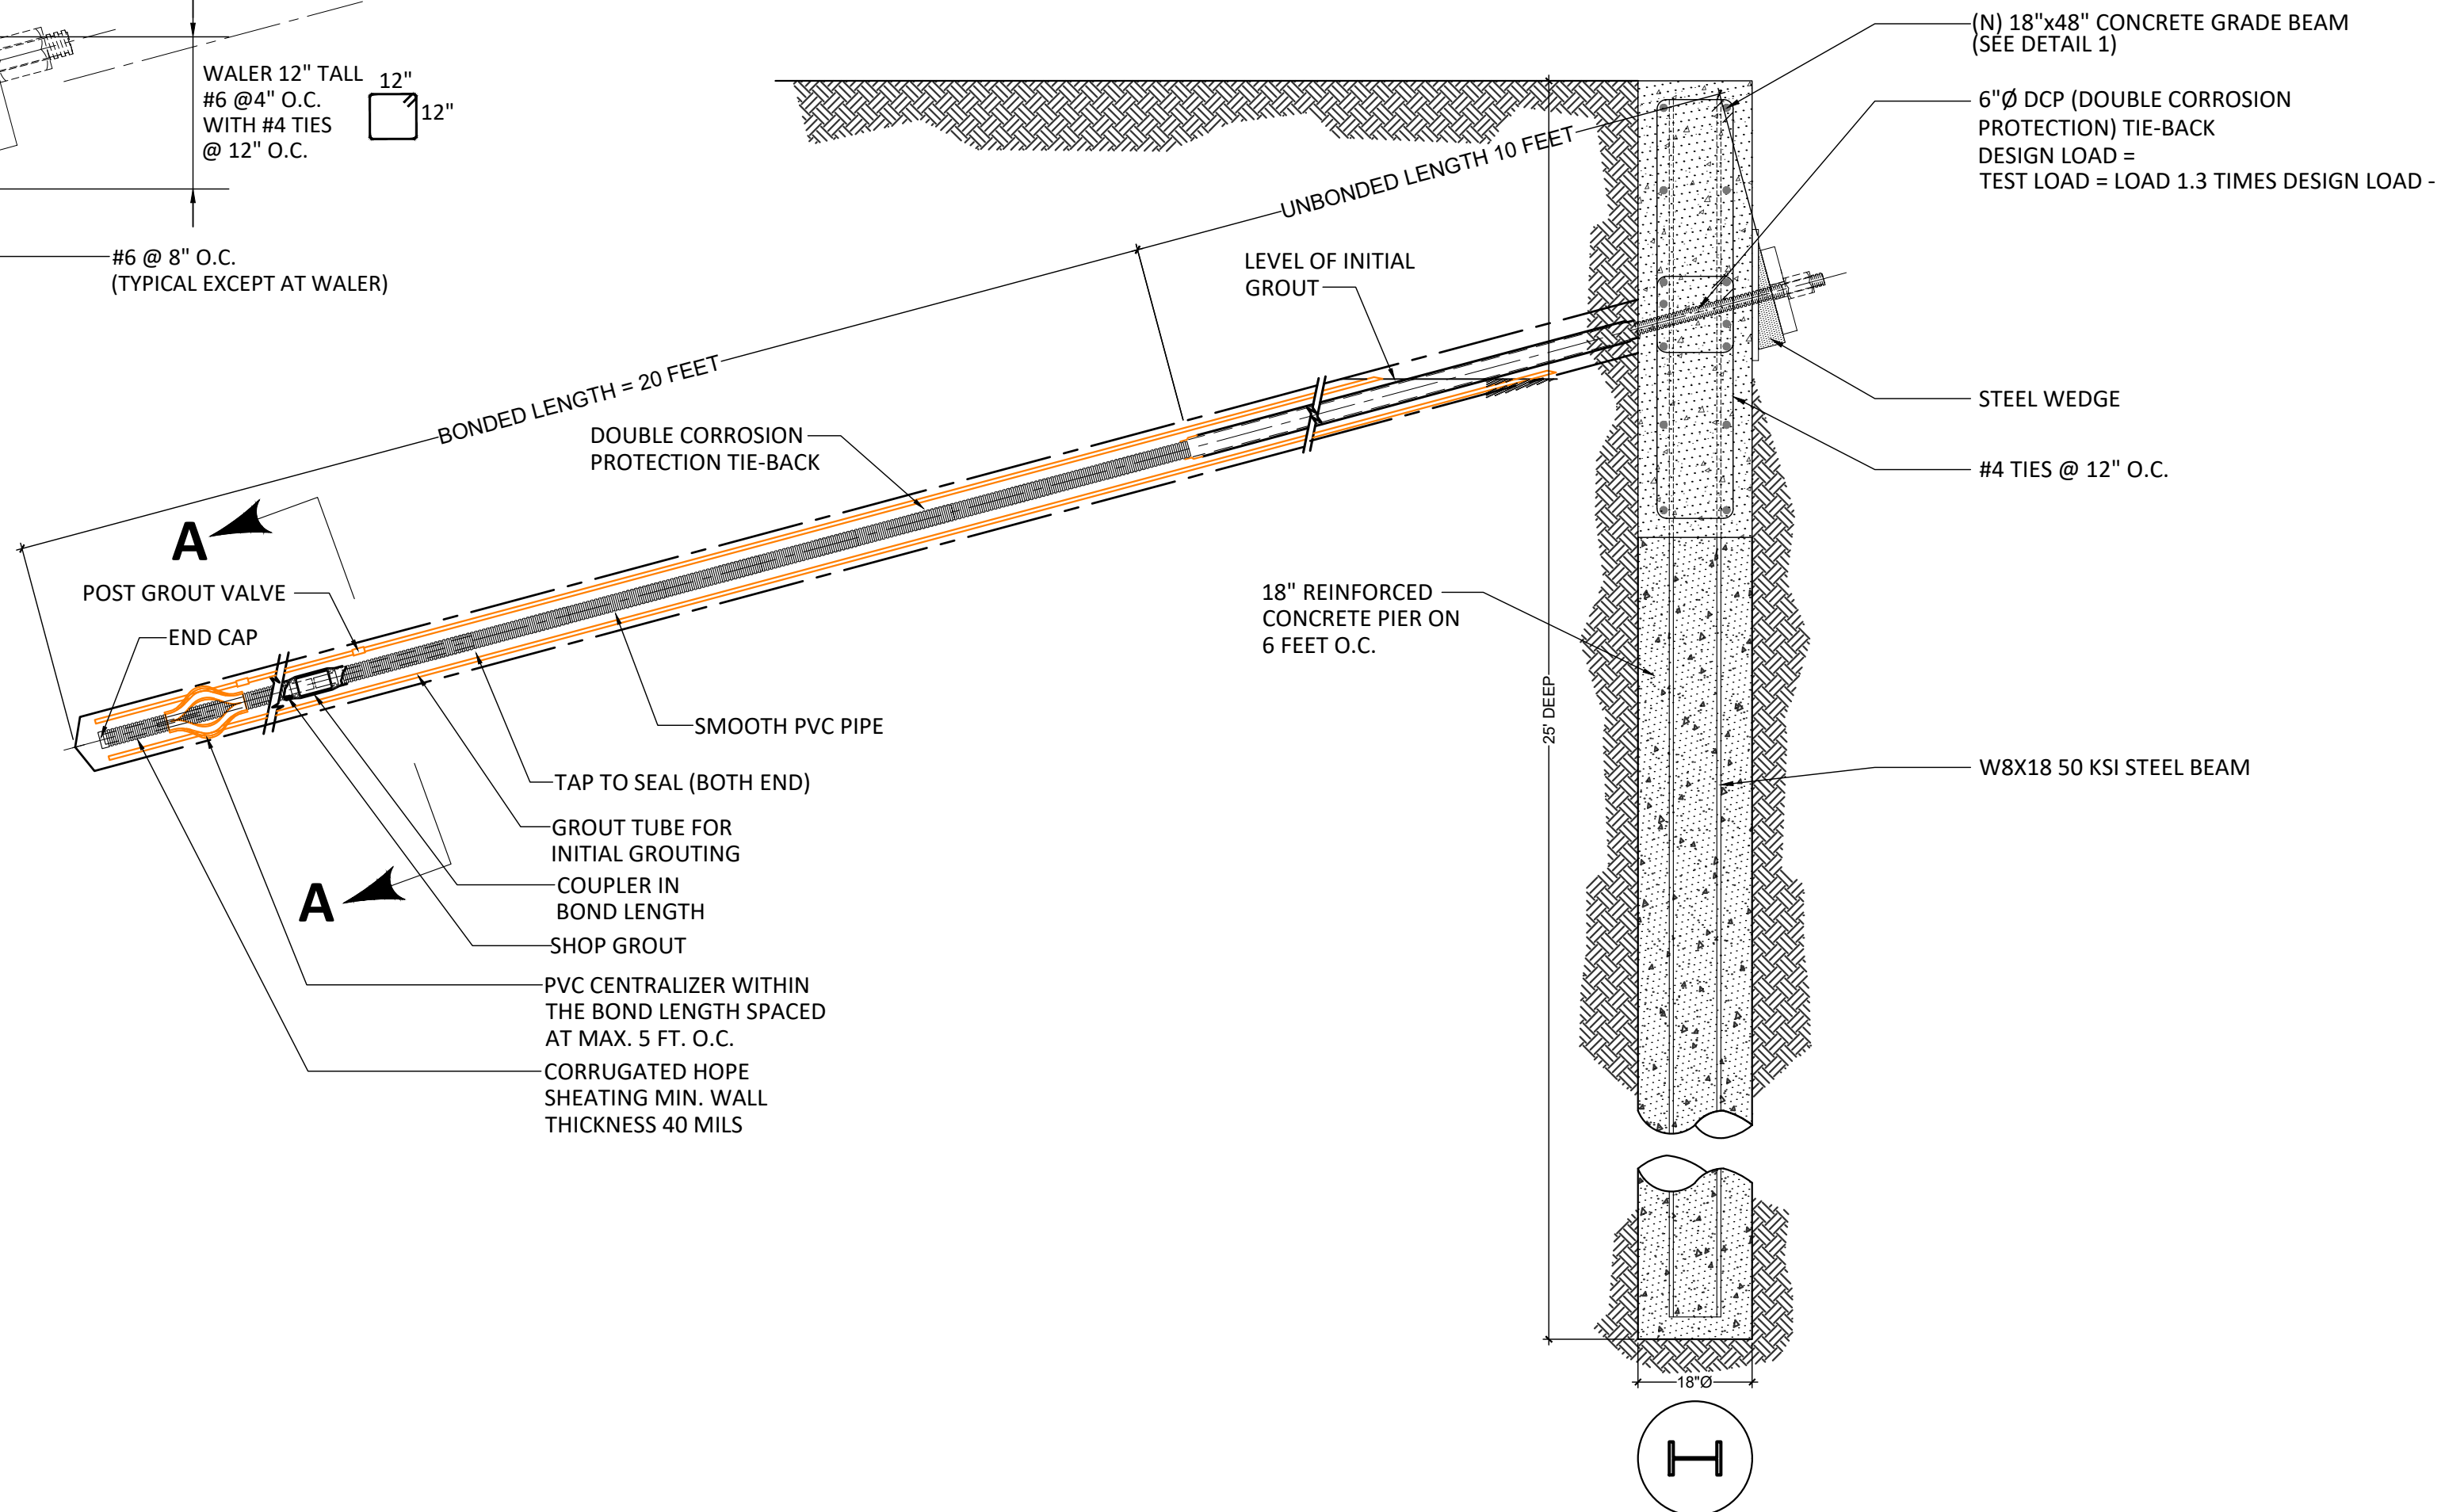 WALER 12" TALL
#6 @4" O.C.
WITH #4 TIES
@ 12" O.C.
12"
12"
#6 @ 8" O.C.
(TYPICAL EXCEPT AT WALER)
(N) 18"x48" CONCRETE GRADE BEAM
(SEE DETAIL 1)
6"Ø DCP (DOUBLE CORROSION
PROTECTION) TIE-BACK
DESIGN LOAD =
TEST LOAD = LOAD 1.3 TIMES DESIGN LOAD -
UNBONDED LENGTH 10 FEET
LEVEL OF INITIAL
GROUT
BONDED LENGTH = 20 FEET
DOUBLE CORROSION
PROTECTION TIE-BACK
STEEL WEDGE
#4 TIES @ 12" O.C.
A
POST GROUT VALVE
END CAP
18" REINFORCED
CONCRETE PIER ON
6 FEET O.C.
25' DEEP
SMOOTH PVC PIPE
W8X18 50 KSI STEEL BEAM
TAP TO SEAL (BOTH END)
GROUT TUBE FOR
INITIAL GROUTING
A
COUPLER IN
BOND LENGTH
SHOP GROUT
PVC CENTRALIZER WITHIN
THE BOND LENGTH SPACED
AT MAX. 5 FT. O.C.
CORRUGATED HOPE
SHEATING MIN. WALL
THICKNESS 40 MILS
18"Ø